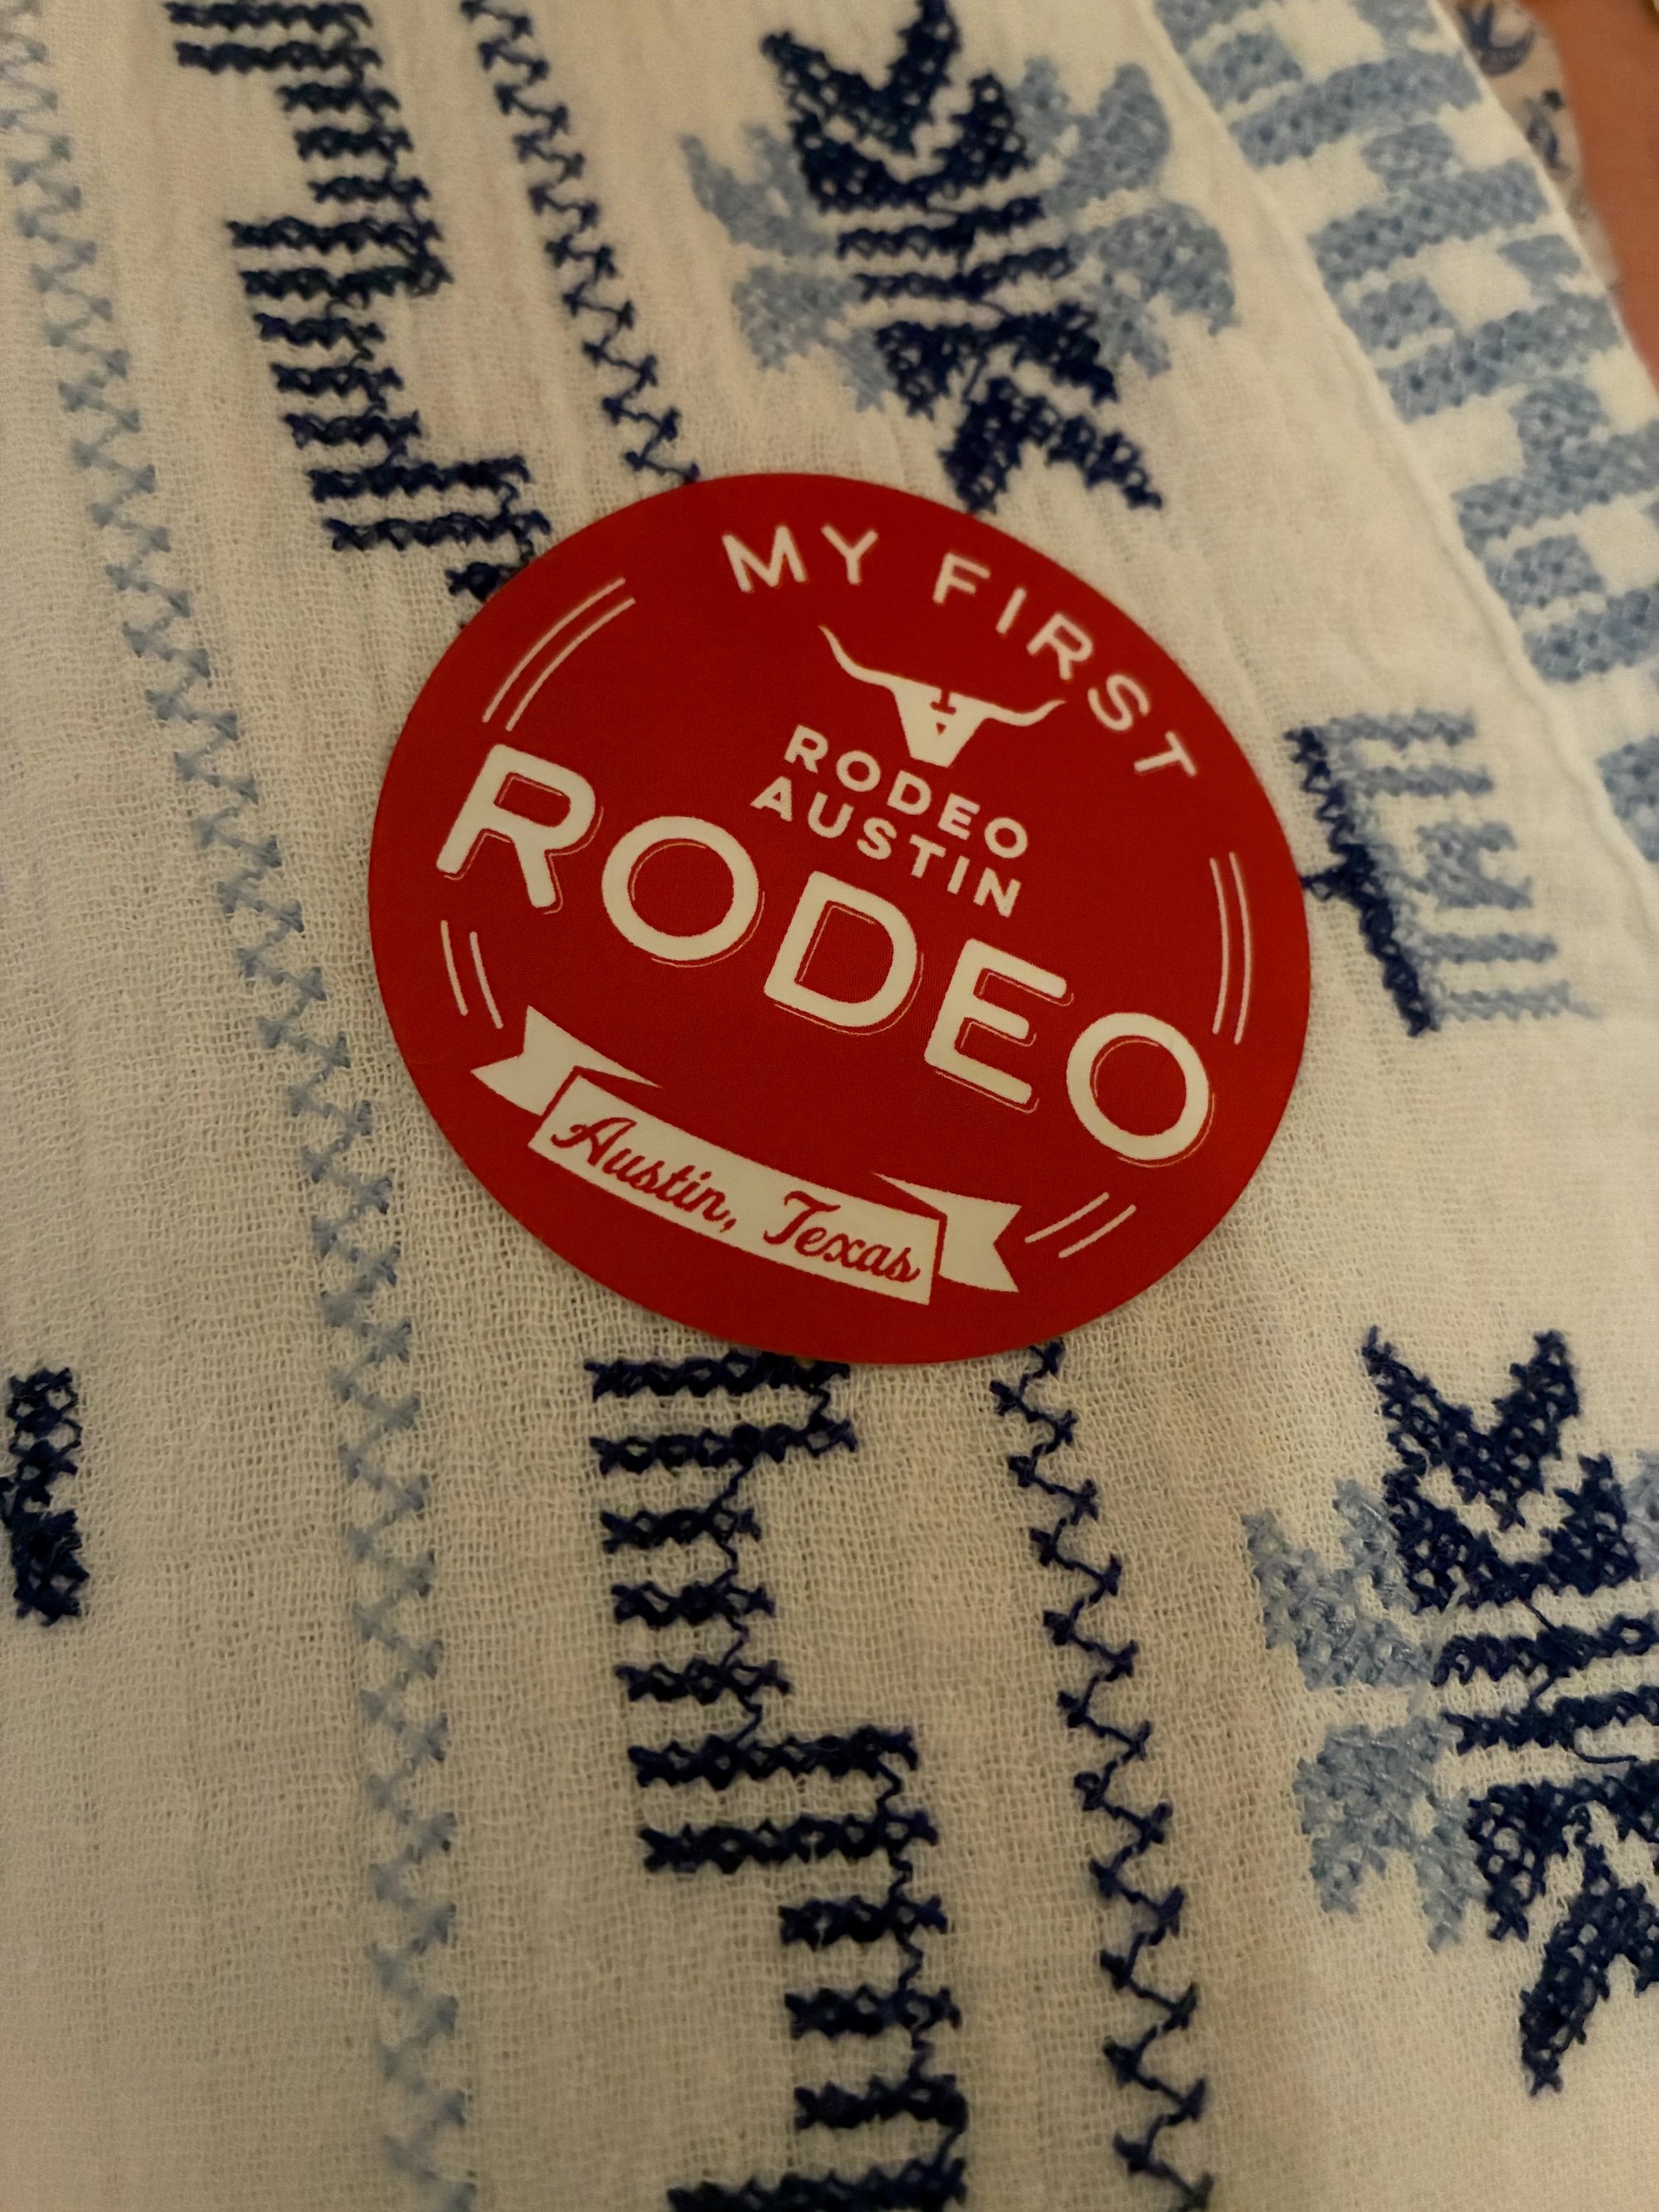 MY FIRST
RODEO
AUSTIN
RODEO
Austin, Texas